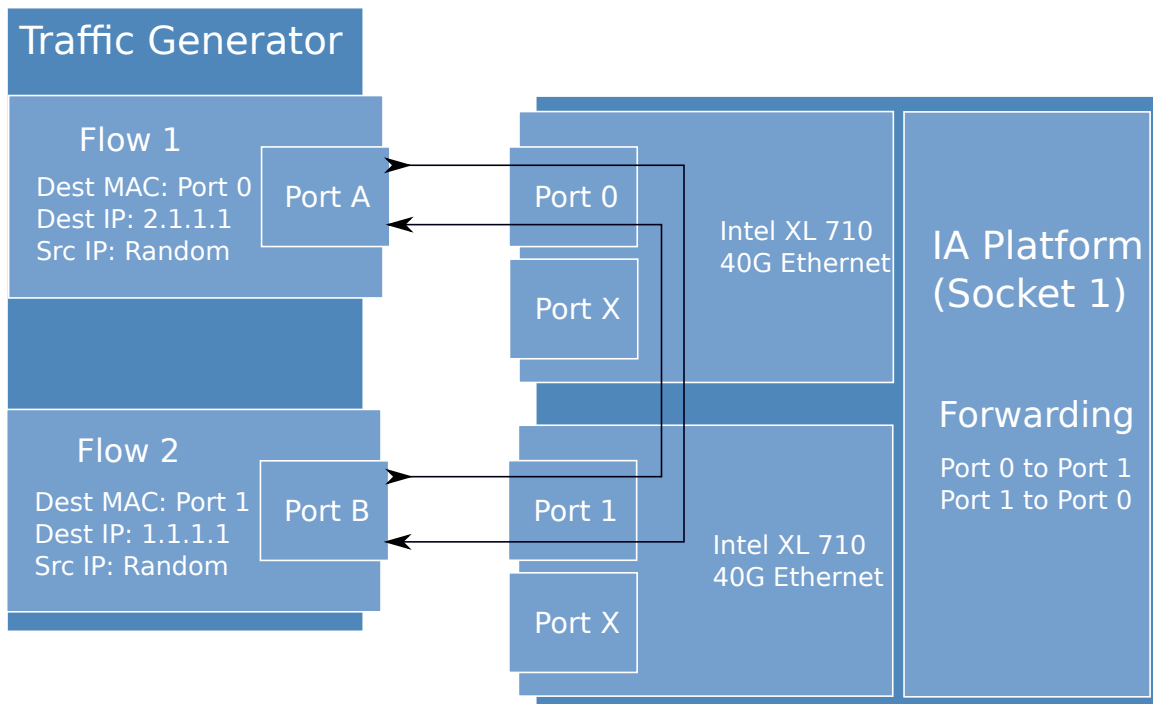 Traffic Generator
Flow 1
Dest MAC: Port 0
Dest IP: 2.1.1.1
Src IP: Random
Port A
Flow 2
Dest MAC: Port 1
Dest IP: 1.1.1.1
Src IP: Random
Port B
Port 0
Port X
Intel XL 710
40G Ethernet
Port 1
Port X
Intel XL 710
40G Ethernet
IA Platform
(Socket 1)
Forwarding
Port 0 to Port 1
Port 1 to Port 0